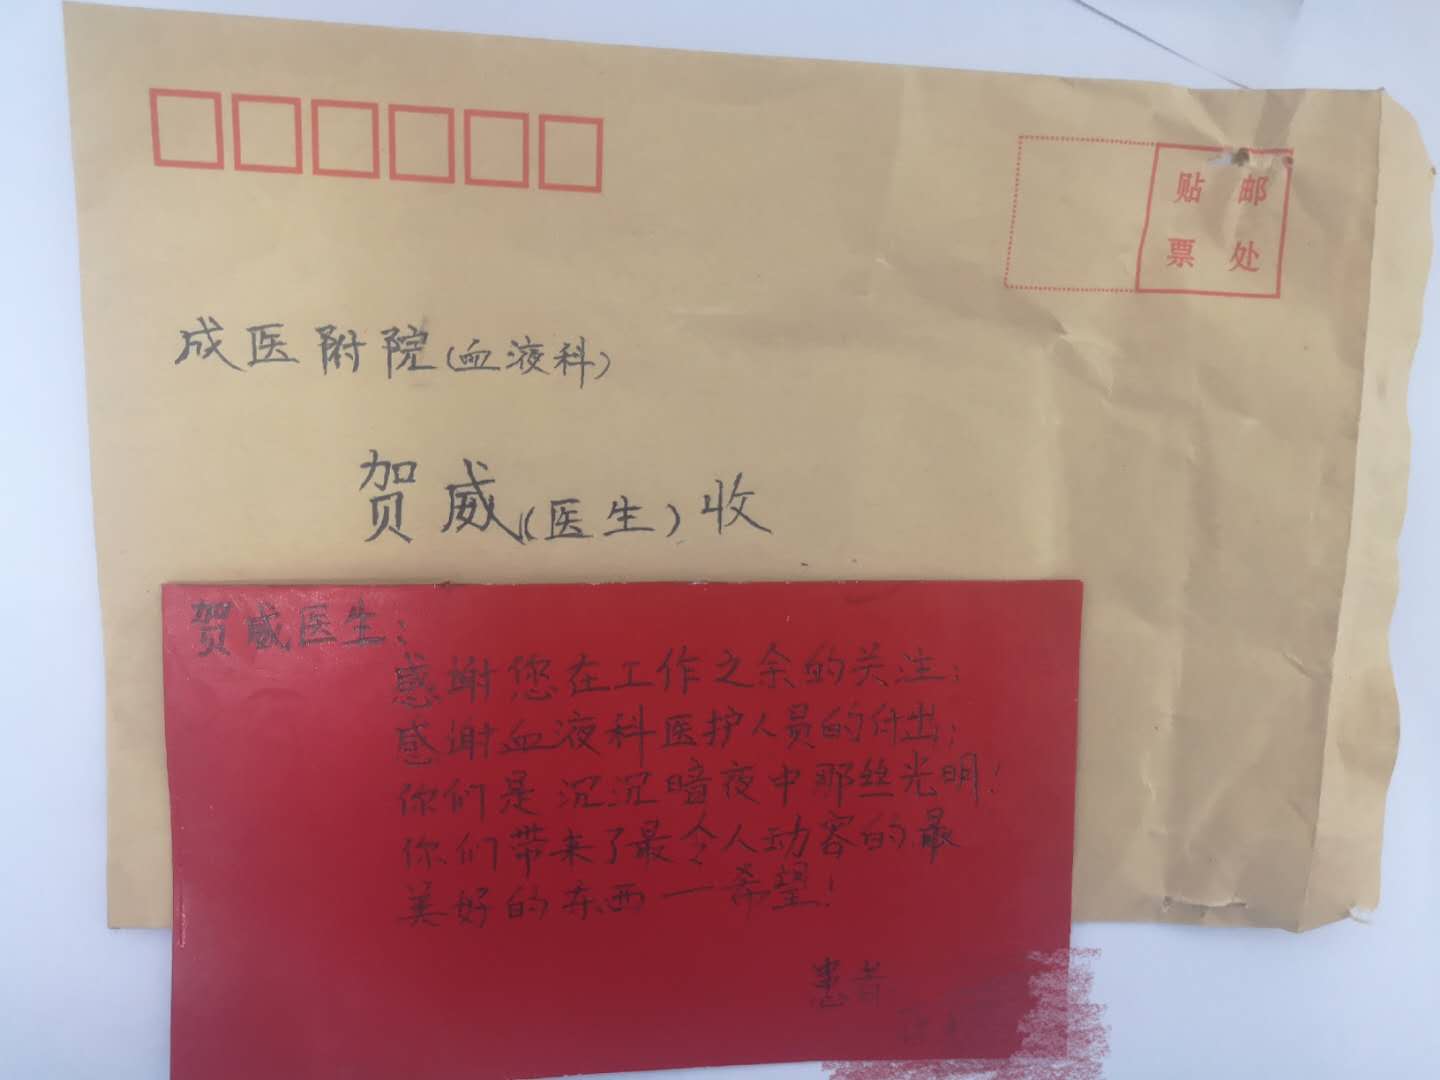 贴 邮
票 处
成医附院(血液科)
贺威(医生)收
贺威医生:
感谢您在工作之余的关注;
感谢血液科医护人员的付出;
你们是沉沉暗夜中那丝光明!
你们带来了最令人动容的最
美好的东西—希望!
患者